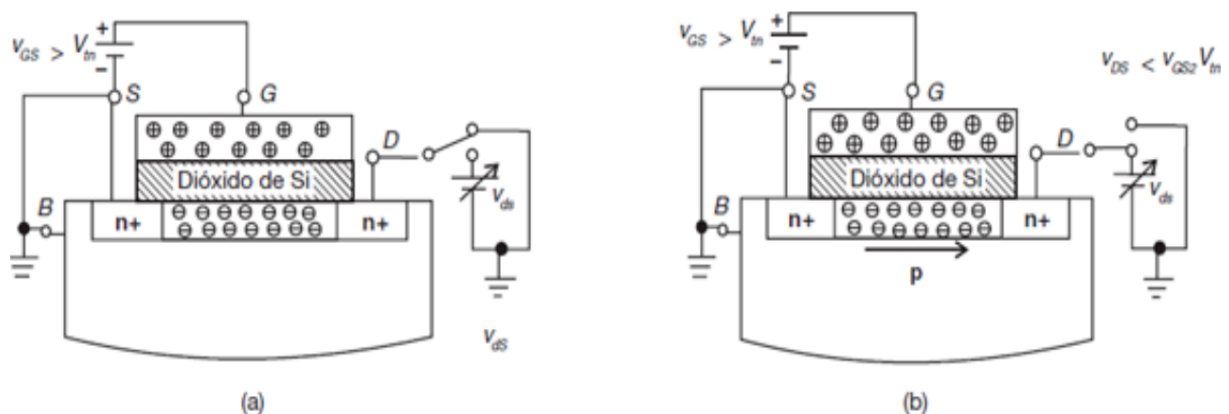 +
v_GS > V_tn
−
S
G
D
Dióxido de Si
v_ds
B
n+
n+
v_dS
(a)
+
v_GS > V_tn
−
v_DS < v_GS2 V_tn
S
G
D
Dióxido de Si
v_ds
B
n+
n+
p
(b)